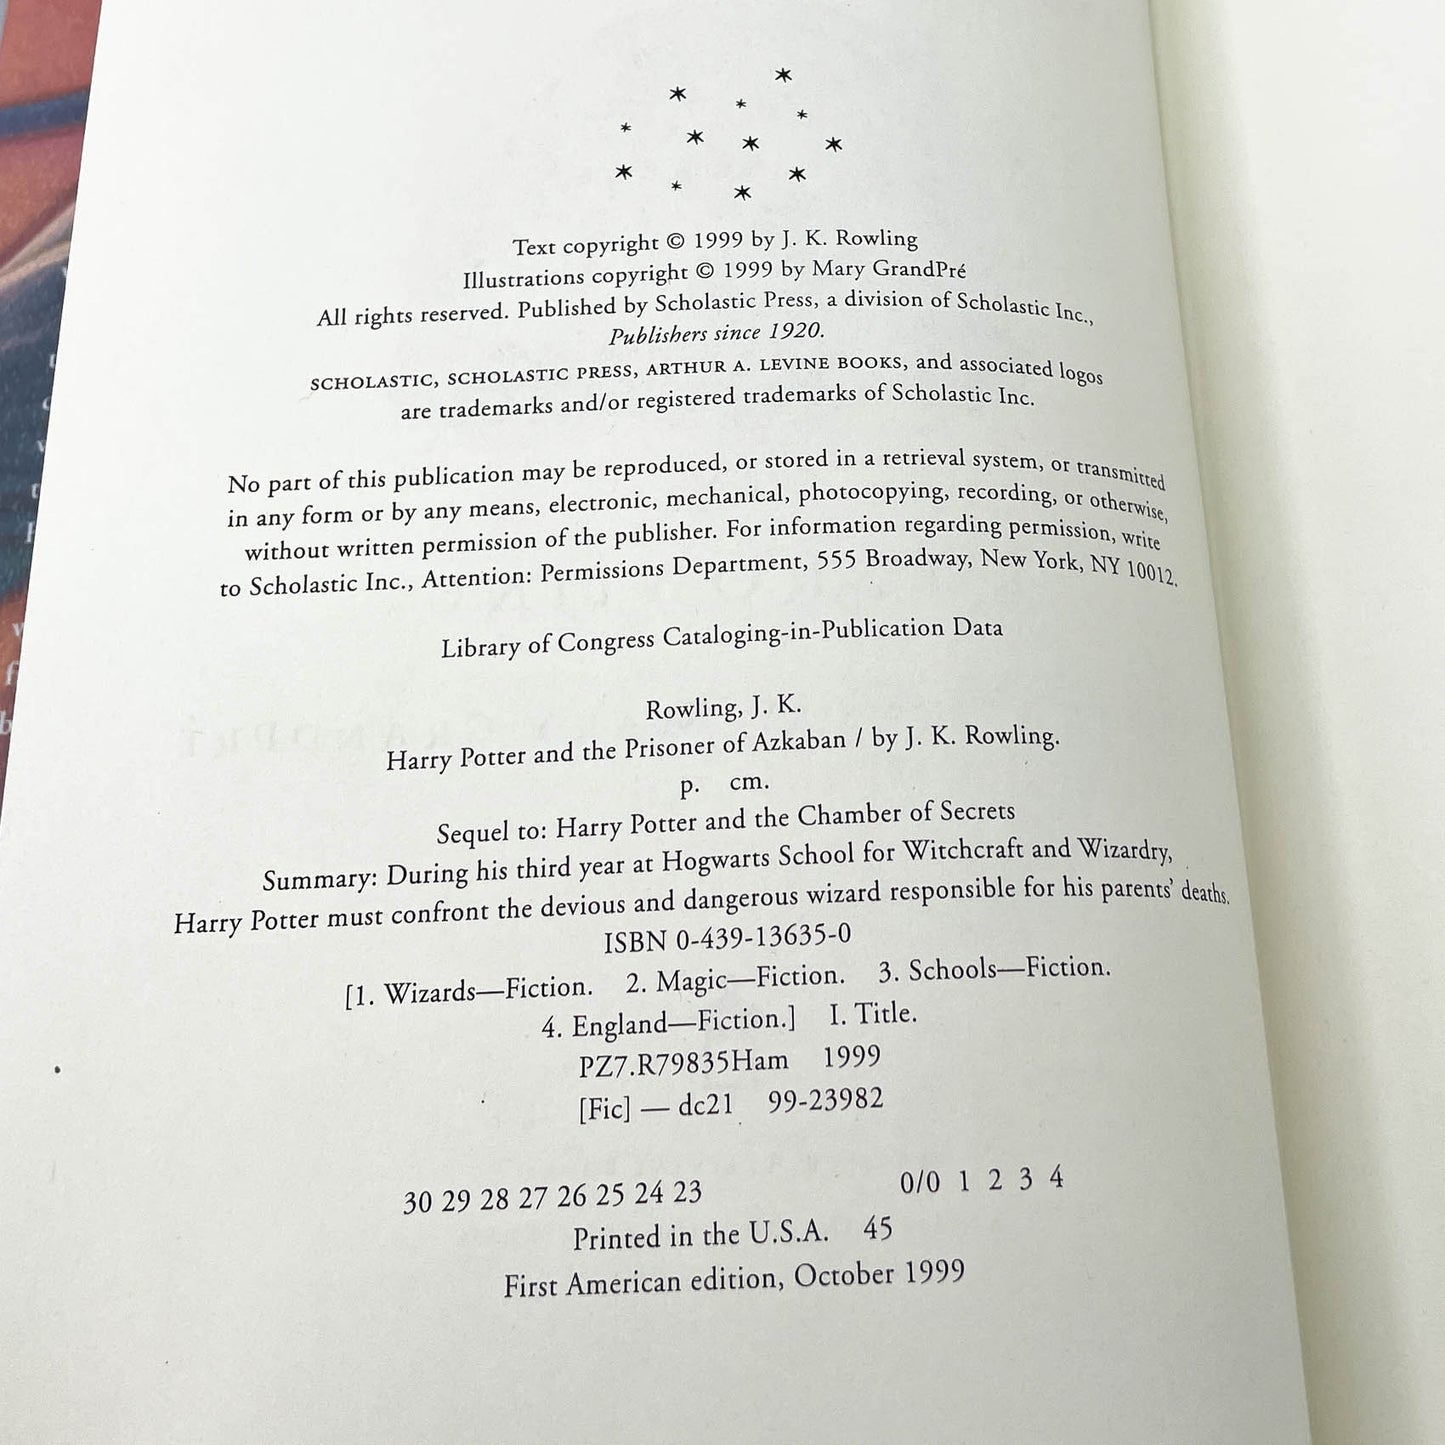 Text copyright © 1999 by J. K. Rowling
Illustrations copyright © 1999 by Mary GrandPré
All rights reserved. Published by Scholastic Press, a division of Scholastic Inc.,
Publishers since 1920.
SCHOLASTIC, SCHOLASTIC PRESS, ARTHUR A. LEVINE BOOKS, and associated logos
are trademarks and/or registered trademarks of Scholastic Inc.
No part of this publication may be reproduced, or stored in a retrieval system, or transmitted
in any form or by any means, electronic, mechanical, photocopying, recording, or otherwise,
without written permission of the publisher. For information regarding permission, write
to Scholastic Inc., Attention: Permissions Department, 555 Broadway, New York, NY 10012.
Library of Congress Cataloging-in-Publication Data
Rowling, J. K.
Harry Potter and the Prisoner of Azkaban / by J. K. Rowling.
p. cm.
Sequel to: Harry Potter and the Chamber of Secrets
Summary: During his third year at Hogwarts School for Witchcraft and Wizardry,
Harry Potter must confront the devious and dangerous wizard responsible for his parents' deaths.
ISBN 0-439-13635-0
[1. Wizards—Fiction. 2. Magic—Fiction. 3. Schools—Fiction.
4. England—Fiction.] I. Title.
PZ7.R79835Ham 1999
[Fic] — dc21 99-23982
30 29 28 27 26 25 24 23 0/0 1 2 3 4
Printed in the U.S.A. 45
First American edition, October 1999